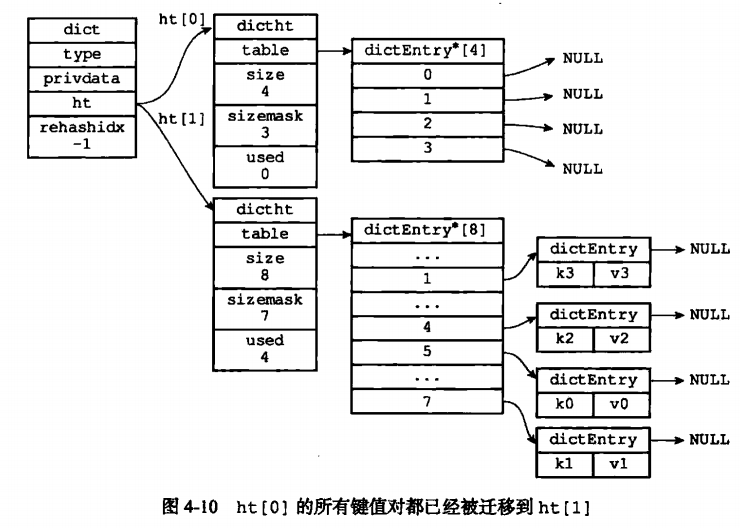 dict
type
privdata
ht
rehashidx
-1
ht[0]
ht[1]
dictht
table
size
4
sizemask
3
used
0
dictEntry*[4]
0
1
2
3
NULL
NULL
NULL
NULL
dictht
table
size
8
sizemask
7
used
4
dictEntry*[8]
...
1
...
4
5
...
7
dictEntry
k3 v3
NULL
dictEntry
k2 v2
NULL
dictEntry
k0 v0
NULL
dictEntry
k1 v1
NULL
图 4-10 ht[0] 的所有键值对都已经被迁移到 ht[1]